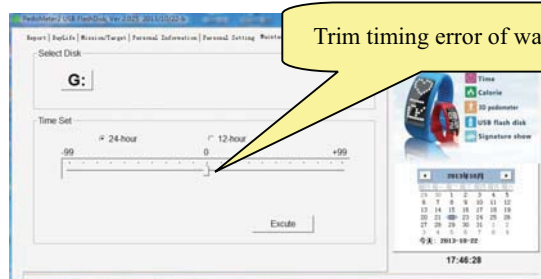 PedoMeter2 USB FlashDisk, Ver 2.025 2013/10/22-b
Report | DayLife | Mission/Target | Personal Information | Personal Setting
Trim timing error of wa
Select Disk
G:
Time Set
24-hour
12-hour
-99
0
+99
Excute
Time
Calorie
3D pedometer
USB flash disk
Signature show
2013年10月
29 30 1 2 3 4 5
6 7 8 9 10 11 12
13 14 15 16 17 18 19
20 21 23 24 25 26
27 28 29 30 31 1 2
3 4 5 6 7 8 9
今天: 2013-10-22
17:46:28